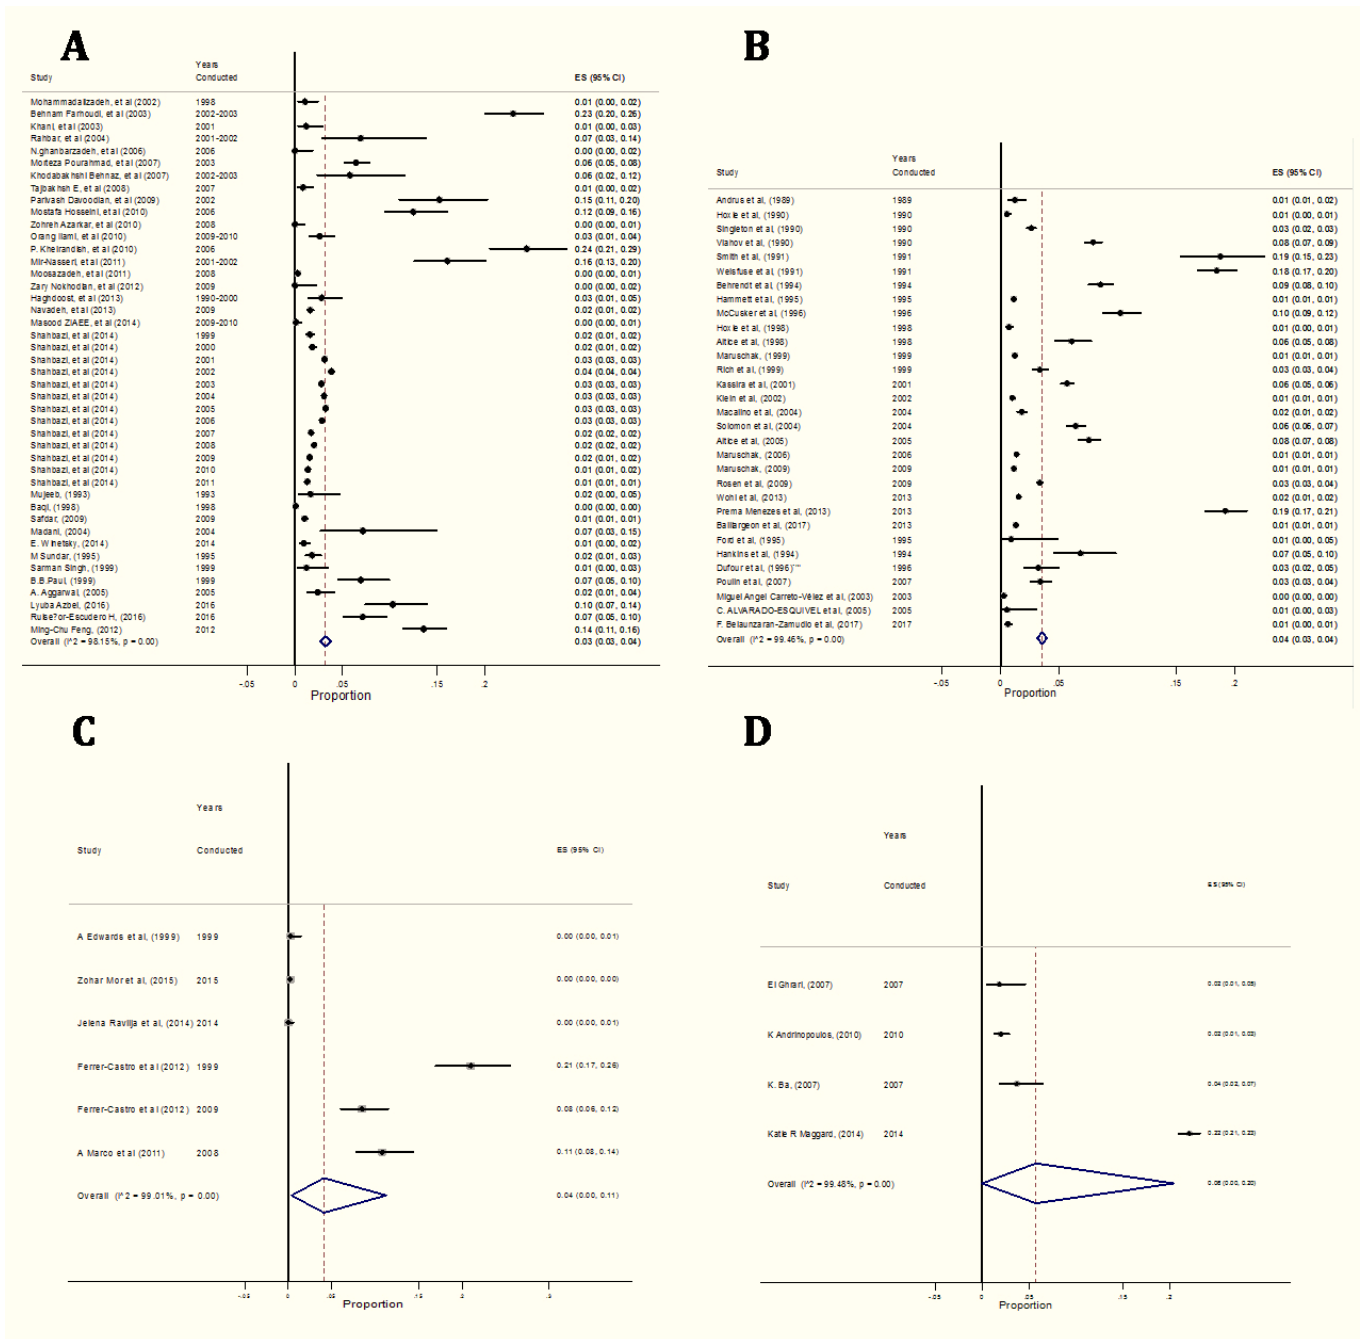 A
Years
Study Conducted ES (95% CI)
Mohammadalizadeh, et al (2002) 1998 0.01 (0.00, 0.02)
Behnam Farhoudi, et al (2003) 2002-2003 0.23 (0.20, 0.26)
Khani, et al (2003) 2001 0.01 (0.00, 0.03)
Rahbar, et al (2004) 2001-2002 0.07 (0.03, 0.14)
N.ghanbarzadeh, et al (2006) 2006 0.00 (0.00, 0.02)
Morteza Pourahmad, et al (2007) 2003 0.06 (0.05, 0.08)
Khodabakhshi Behnaz, et al (2007) 2002-2003 0.06 (0.02, 0.12)
Tajbakhsh E, et al (2008) 2007 0.01 (0.00, 0.02)
Parivash Davoodian, et al (2009) 2002 0.15 (0.11, 0.20)
Mostafa Hosseini, et al (2010) 2006 0.12 (0.09, 0.16)
Zohreh Azarkar, et al (2010) 2008 0.00 (0.00, 0.01)
Orang Ilami, et al (2010) 2009-2010 0.03 (0.01, 0.04)
P. Kheirandish, et al (2010) 2006 0.24 (0.21, 0.29)
Mir-Nasseri, et al (2011) 2001-2002 0.16 (0.13, 0.20)
Moosazadeh, et al (2011) 2008 0.00 (0.00, 0.01)
Zary Nokhodian, et al (2012) 2009 0.00 (0.00, 0.02)
Haghdoost, et al (2013) 1990-2000 0.03 (0.01, 0.05)
Navadeh, et al (2013) 2009 0.02 (0.01, 0.02)
Masood ZIAEE, et al (2014) 2009-2010 0.00 (0.00, 0.01)
Shahbazi, et al (2014) 1999 0.02 (0.01, 0.02)
Shahbazi, et al (2014) 2000 0.02 (0.01, 0.02)
Shahbazi, et al (2014) 2001 0.03 (0.03, 0.03)
Shahbazi, et al (2014) 2002 0.04 (0.04, 0.04)
Shahbazi, et al (2014) 2003 0.03 (0.03, 0.03)
Shahbazi, et al (2014) 2004 0.03 (0.03, 0.03)
Shahbazi, et al (2014) 2005 0.03 (0.03, 0.03)
Shahbazi, et al (2014) 2006 0.03 (0.03, 0.03)
Shahbazi, et al (2014) 2007 0.02 (0.02, 0.02)
Shahbazi, et al (2014) 2008 0.02 (0.02, 0.02)
Shahbazi, et al (2014) 2009 0.02 (0.01, 0.02)
Shahbazi, et al (2014) 2010 0.01 (0.01, 0.02)
Shahbazi, et al (2014) 2011 0.01 (0.01, 0.01)
Mujeeb, (1993) 1993 0.02 (0.00, 0.05)
Baqi, (1998) 1998 0.00 (0.00, 0.00)
Safdar, (2009) 2009 0.01 (0.01, 0.01)
Madani, (2004) 2004 0.07 (0.03, 0.15)
E. Winetsky, (2014) 2014 0.01 (0.00, 0.02)
M Sundar, (1995) 1995 0.02 (0.01, 0.03)
Sarman Singh, (1999) 1999 0.01 (0.00, 0.03)
B.B.Paul, (1999) 1999 0.07 (0.05, 0.10)
A. Aggarwal, (2005) 2005 0.02 (0.01, 0.04)
Lyuba Azbel, (2016) 2016 0.10 (0.07, 0.14)
Ruise?or-Escudero H, (2016) 2016 0.07 (0.05, 0.10)
Ming-Chu Feng, (2012) 2012 0.14 (0.11, 0.16)
Overall (I^2 = 98.15%, p = 0.00) 0.03 (0.03, 0.04)
-.05 0 .05 .15 .2
Proportion
B
Years
Study Conducted ES (95% CI)
Andrus et al, (1989) 1989 0.01 (0.01, 0.02)
Hoxie et al, (1990) 1990 0.01 (0.00, 0.01)
Singleton et al, (1990) 1990 0.03 (0.02, 0.03)
Vlahov et al, (1990) 1990 0.08 (0.07, 0.09)
Smith et al, (1991) 1991 0.19 (0.15, 0.23)
Weisfuse et al, (1991) 1991 0.18 (0.17, 0.20)
Behrendt et al, (1994) 1994 0.09 (0.08, 0.10)
Hammett et al, (1995) 1995 0.01 (0.01, 0.01)
McCusker et al, (1996) 1996 0.10 (0.09, 0.12)
Hoxie et al, (1998) 1998 0.01 (0.00, 0.01)
Altice et al, (1998) 1998 0.06 (0.05, 0.08)
Maruschak, (1999) 1999 0.01 (0.01, 0.01)
Rich et al, (1999) 1999 0.03 (0.03, 0.04)
Kassira et al, (2001) 2001 0.06 (0.05, 0.06)
Klein et al, (2002) 2002 0.01 (0.01, 0.01)
Macalino et al, (2004) 2004 0.02 (0.01, 0.02)
Solomon et al, (2004) 2004 0.06 (0.06, 0.07)
Altice et al, (2005) 2005 0.08 (0.07, 0.08)
Maruschak, (2006) 2006 0.01 (0.01, 0.01)
Maruschak, (2009) 2009 0.01 (0.01, 0.01)
Rosen et al, (2009) 2009 0.03 (0.03, 0.04)
Wohl et al, (2013) 2013 0.02 (0.01, 0.02)
Prema Menezes et al, (2013) 2013 0.19 (0.17, 0.21)
Baillargeon et al, (2017) 2013 0.01 (0.01, 0.01)
Ford et al, (1995) 1995 0.01 (0.00, 0.05)
Hankins et al, (1994) 1994 0.07 (0.05, 0.10)
Dufour et al, (1996) 1996 0.03 (0.02, 0.05)
Poulin et al, (2007) 2007 0.03 (0.03, 0.04)
Miguel Angel Carreto-Vélez et al, (2003) 2003 0.00 (0.00, 0.00)
C. ALVARADO-ESQUIVEL et al, (2005) 2005 0.01 (0.00, 0.03)
F. Belaunzaran-Zamudio et al, (2017) 2017 0.01 (0.00, 0.01)
Overall (I^2 = 99.46%, p = 0.00) 0.04 (0.03, 0.04)
-.05 0 .05 .15 .2
Proportion
C
Years
Study Conducted ES (95% CI)
A Edwards et al, (1999) 1999 0.00 (0.00, 0.01)
Zohar Mor et al, (2015) 2015 0.00 (0.00, 0.00)
Jelena Ravlija et al, (2014) 2014 0.00 (0.00, 0.01)
Ferrer-Castro et al (2012) 1999 0.21 (0.17, 0.26)
Ferrer-Castro et al (2012) 2009 0.08 (0.06, 0.12)
A Marco et al (2011) 2008 0.11 (0.08, 0.14)
Overall (I^2 = 99.01%, p = 0.00) 0.04 (0.00, 0.11)
-.05 0 .05 .15 .2 .3
Proportion
D
Years
Study Conducted ES (95% CI)
El Ghrari, (2007) 2007 0.02 (0.01, 0.05)
K Andrinopoulos, (2010) 2010 0.02 (0.01, 0.03)
K. Ba, (2007) 2007 0.04 (0.02, 0.07)
Katie R Maggard, (2014) 2014 0.22 (0.21, 0.23)
Overall (I^2 = 99.48%, p = 0.00) (0.00, 0.20)
-.05 0 .05 .15 .2
Proportion